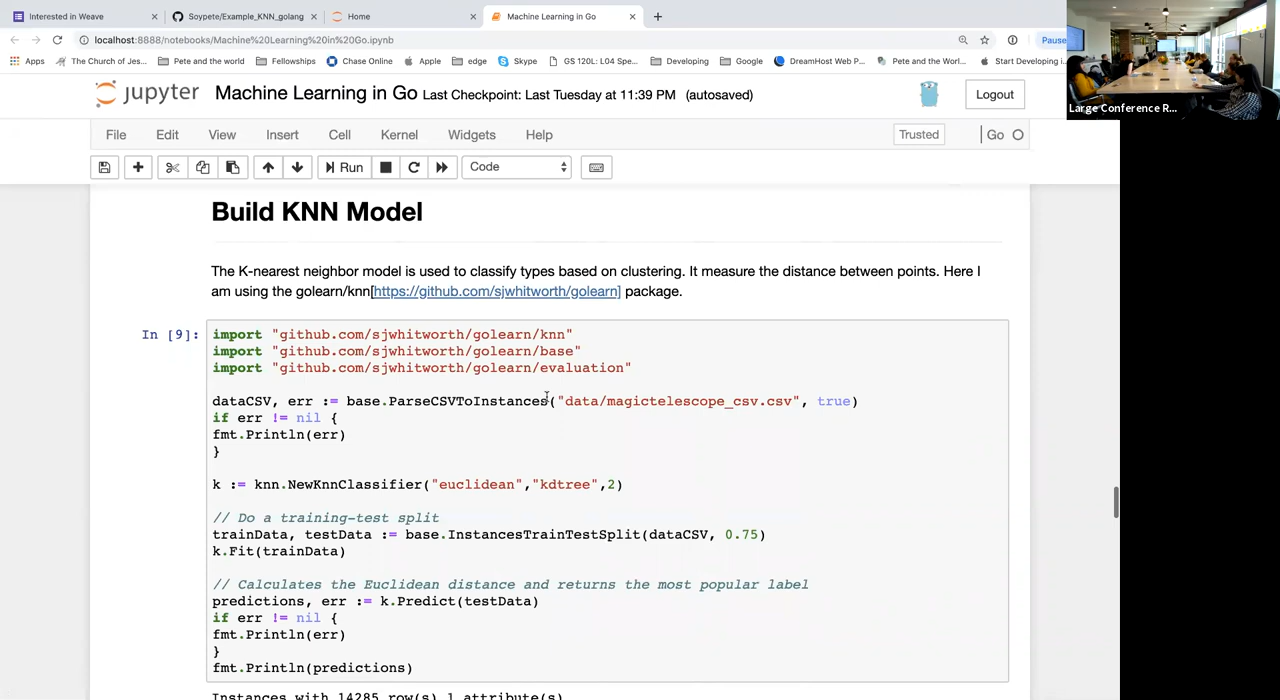 Interested in Weave
Soypete/Example_KNN_golang
Home
Machine Learning in Go
localhost:8888/notebooks/Machine%20Learning%20in%20Go.ipynb
Pause
Apps
The Church of Jes...
Pete and the world
Fellowships
Chase Online
Apple
edge
Skype
GS 120L: L04 Spe...
Developing
Google
DreamHost Web P...
Pete and the Worl...
Start Developing i...
Large Conference R...
jupyter
Machine Learning in Go Last Checkpoint: Last Tuesday at 11:39 PM (autosaved)
Logout
File Edit View Insert Cell Kernel Widgets Help
Trusted
Go
Run
Code
Build KNN Model
The K-nearest neighbor model is used to classify types based on clustering. It measure the distance between points. Here I
am using the golearn/knn[https://github.com/sjwhitworth/golearn] package.
In [9]:
import "github.com/sjwhitworth/golearn/knn"
import "github.com/sjwhitworth/golearn/base"
import "github.com/sjwhitworth/golearn/evaluation"
dataCSV, err := base.ParseCSVToInstances("data/magictelescope_csv.csv", true)
if err != nil {
fmt.Println(err)
}
k := knn.NewKnnClassifier("euclidean","kdtree",2)
// Do a training-test split
trainData, testData := base.InstancesTrainTestSplit(dataCSV, 0.75)
k.Fit(trainData)
// Calculates the Euclidean distance and returns the most popular label
predictions, err := k.Predict(testData)
if err != nil {
fmt.Println(err)
}
fmt.Println(predictions)
Instances with 14285 row(s) 1 attribute(s)